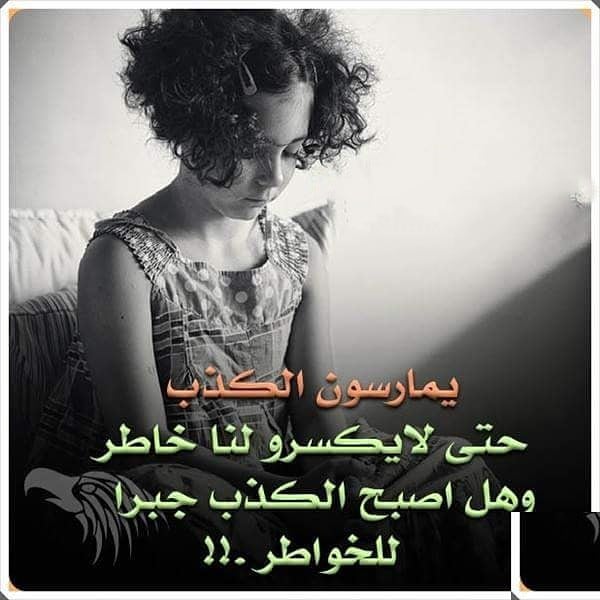 يمارسون الكذب
حتى لايكسرو لنا خاطر
وهل اصبح الكذب جبرا
للخواطر .!!